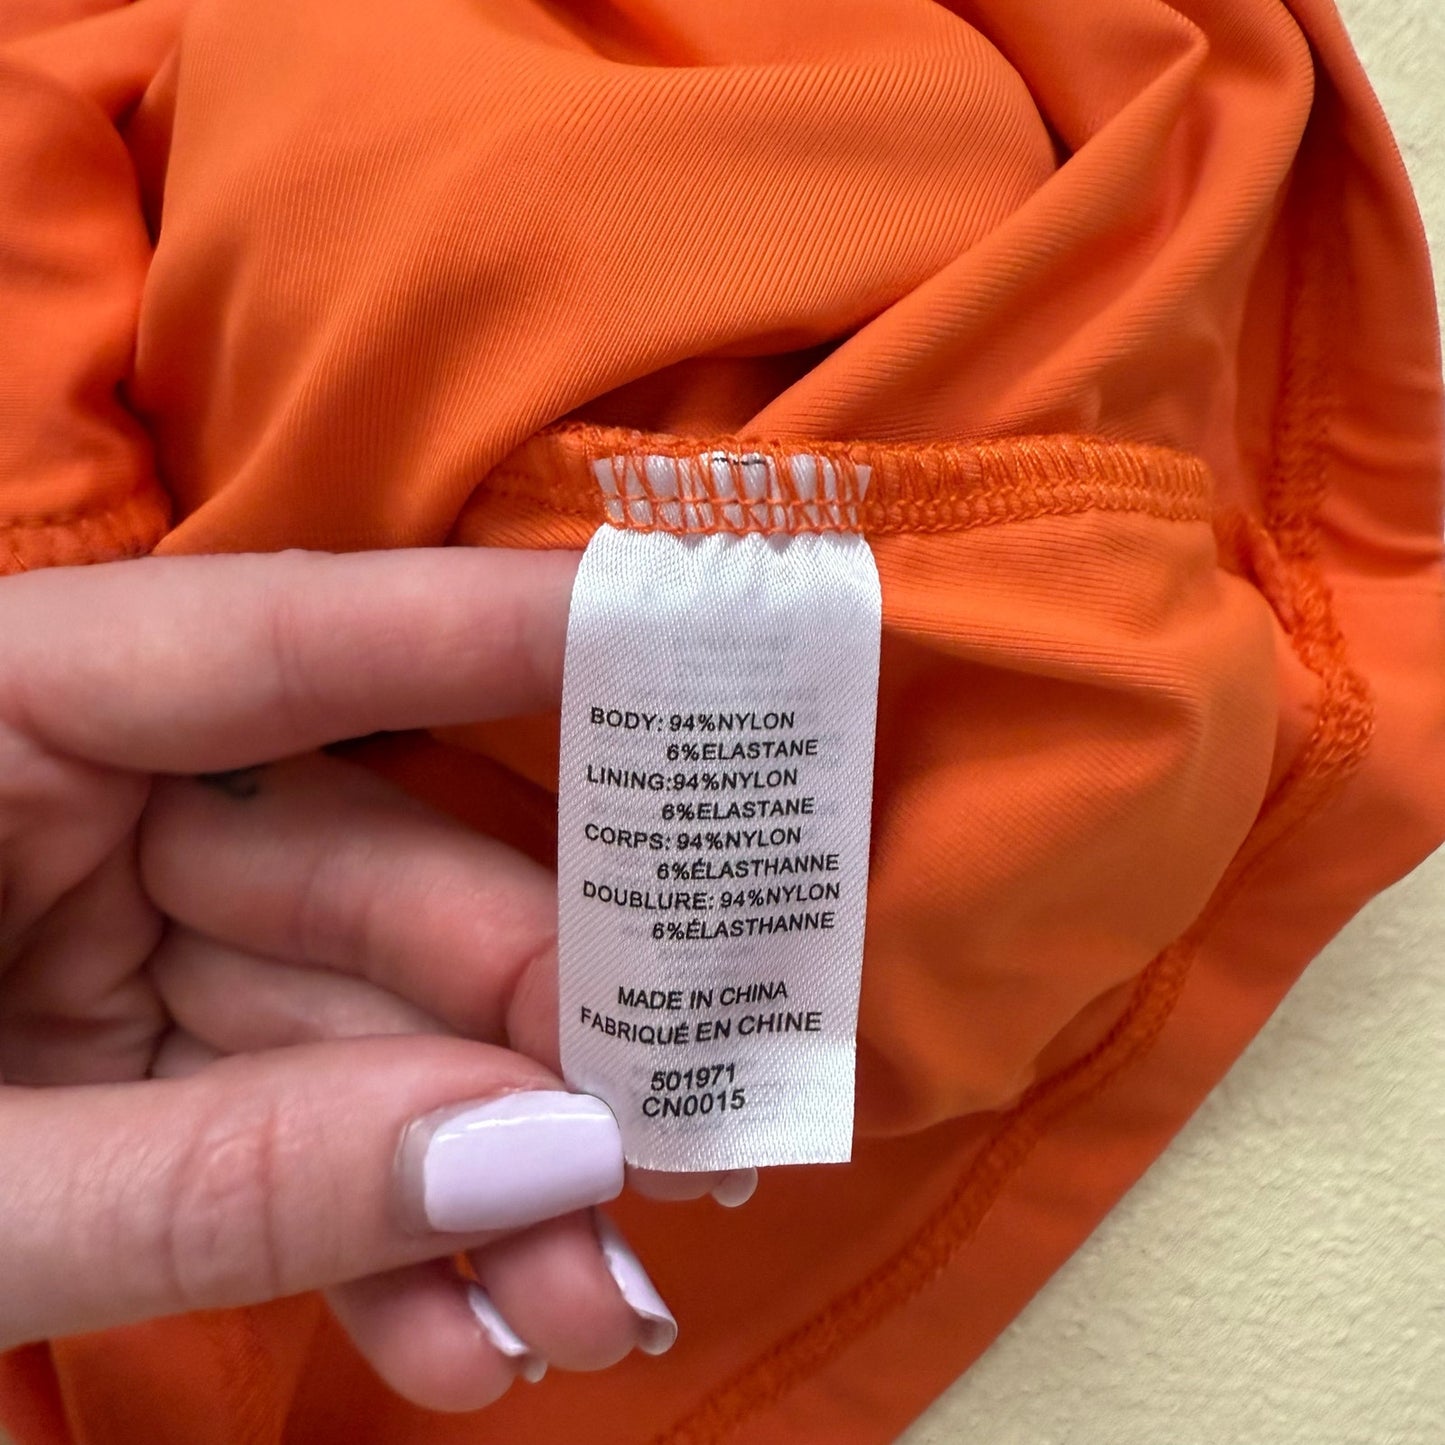 BODY: 94%NYLON
6%ELASTANE
LINING:94%NYLON
6%ELASTANE
CORPS: 94%NYLON
6%ÉLASTHANNE
DOUBLURE: 94%NYLON
6%ÉLASTHANNE
MADE IN CHINA
FABRIQUÉ EN CHINE
501971
CN0015